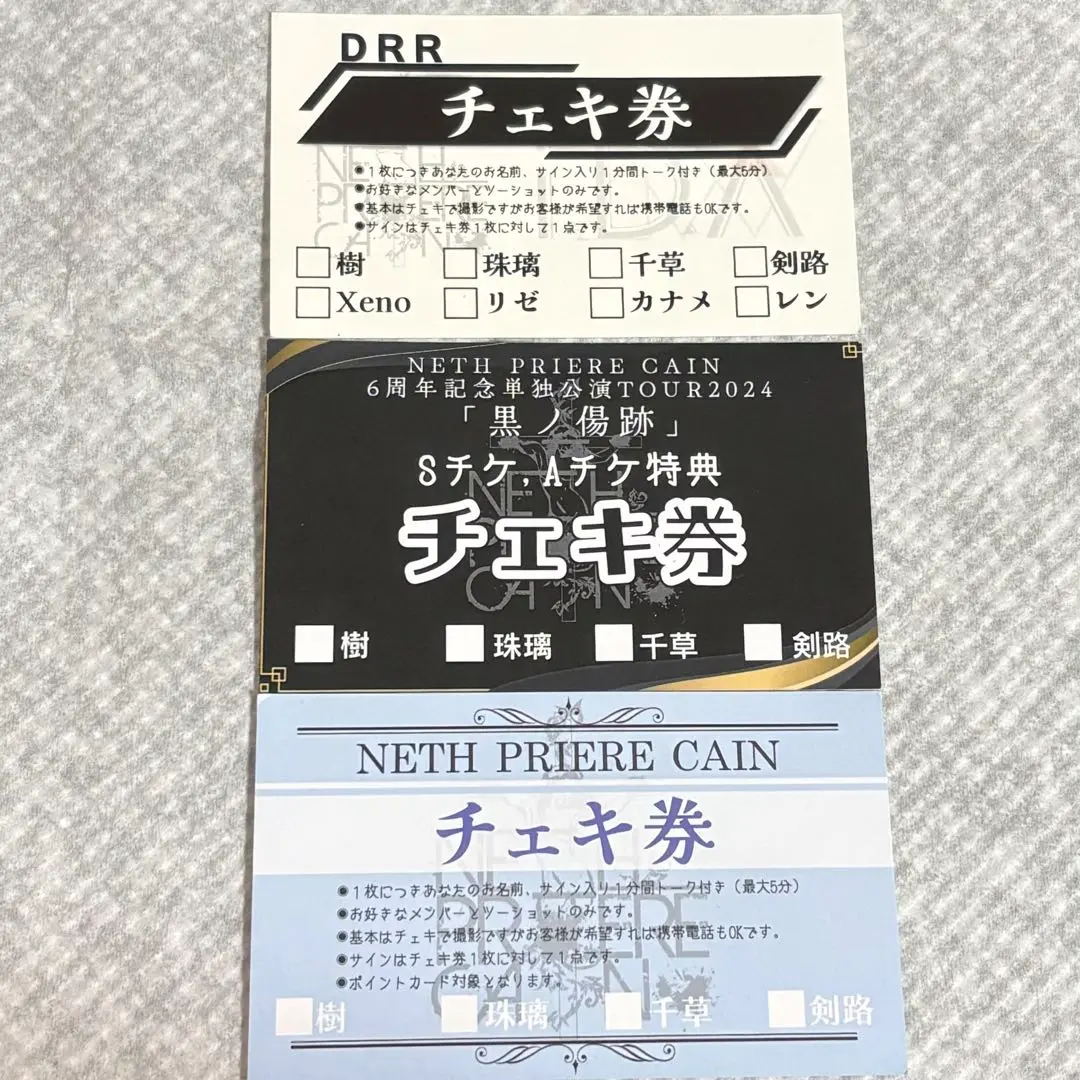 DRR
チェキ券
●1枚につきあなたのお名前、サイン入り1分間トーク付き（最大5分）
●お好きなメンバーとツーショットのみです。
●基本はチェキで撮影ですがお客様が希望すれば携帯電話もOKです。
●サインはチェキ券1枚に対して1点です。
□樹 □珠璃 □千草 □剣路
□Xeno □リゼ □カナメ □レン
NETH PRIERE CAIN
6周年記念単独公演TOUR2024
「黒ノ傷跡」
Sチケ,Aチケ特典
NETH
CAIN
チェキ券
樹 珠璃 千草 剣路
NETH PRIERE CAIN
チェキ券
●1枚につきあなたのお名前、サイン入り1分間トーク付き（最大5分）
●お好きなメンバーとツーショットのみです。
●基本はチェキで撮影ですがお客様が希望すれば携帯電話もOKです。
●サインはチェキ券1枚に対して1点です。
●ポイントカード対象となります。
NETH
PRIERE
CAIN
樹 珠璃 千草 剣路